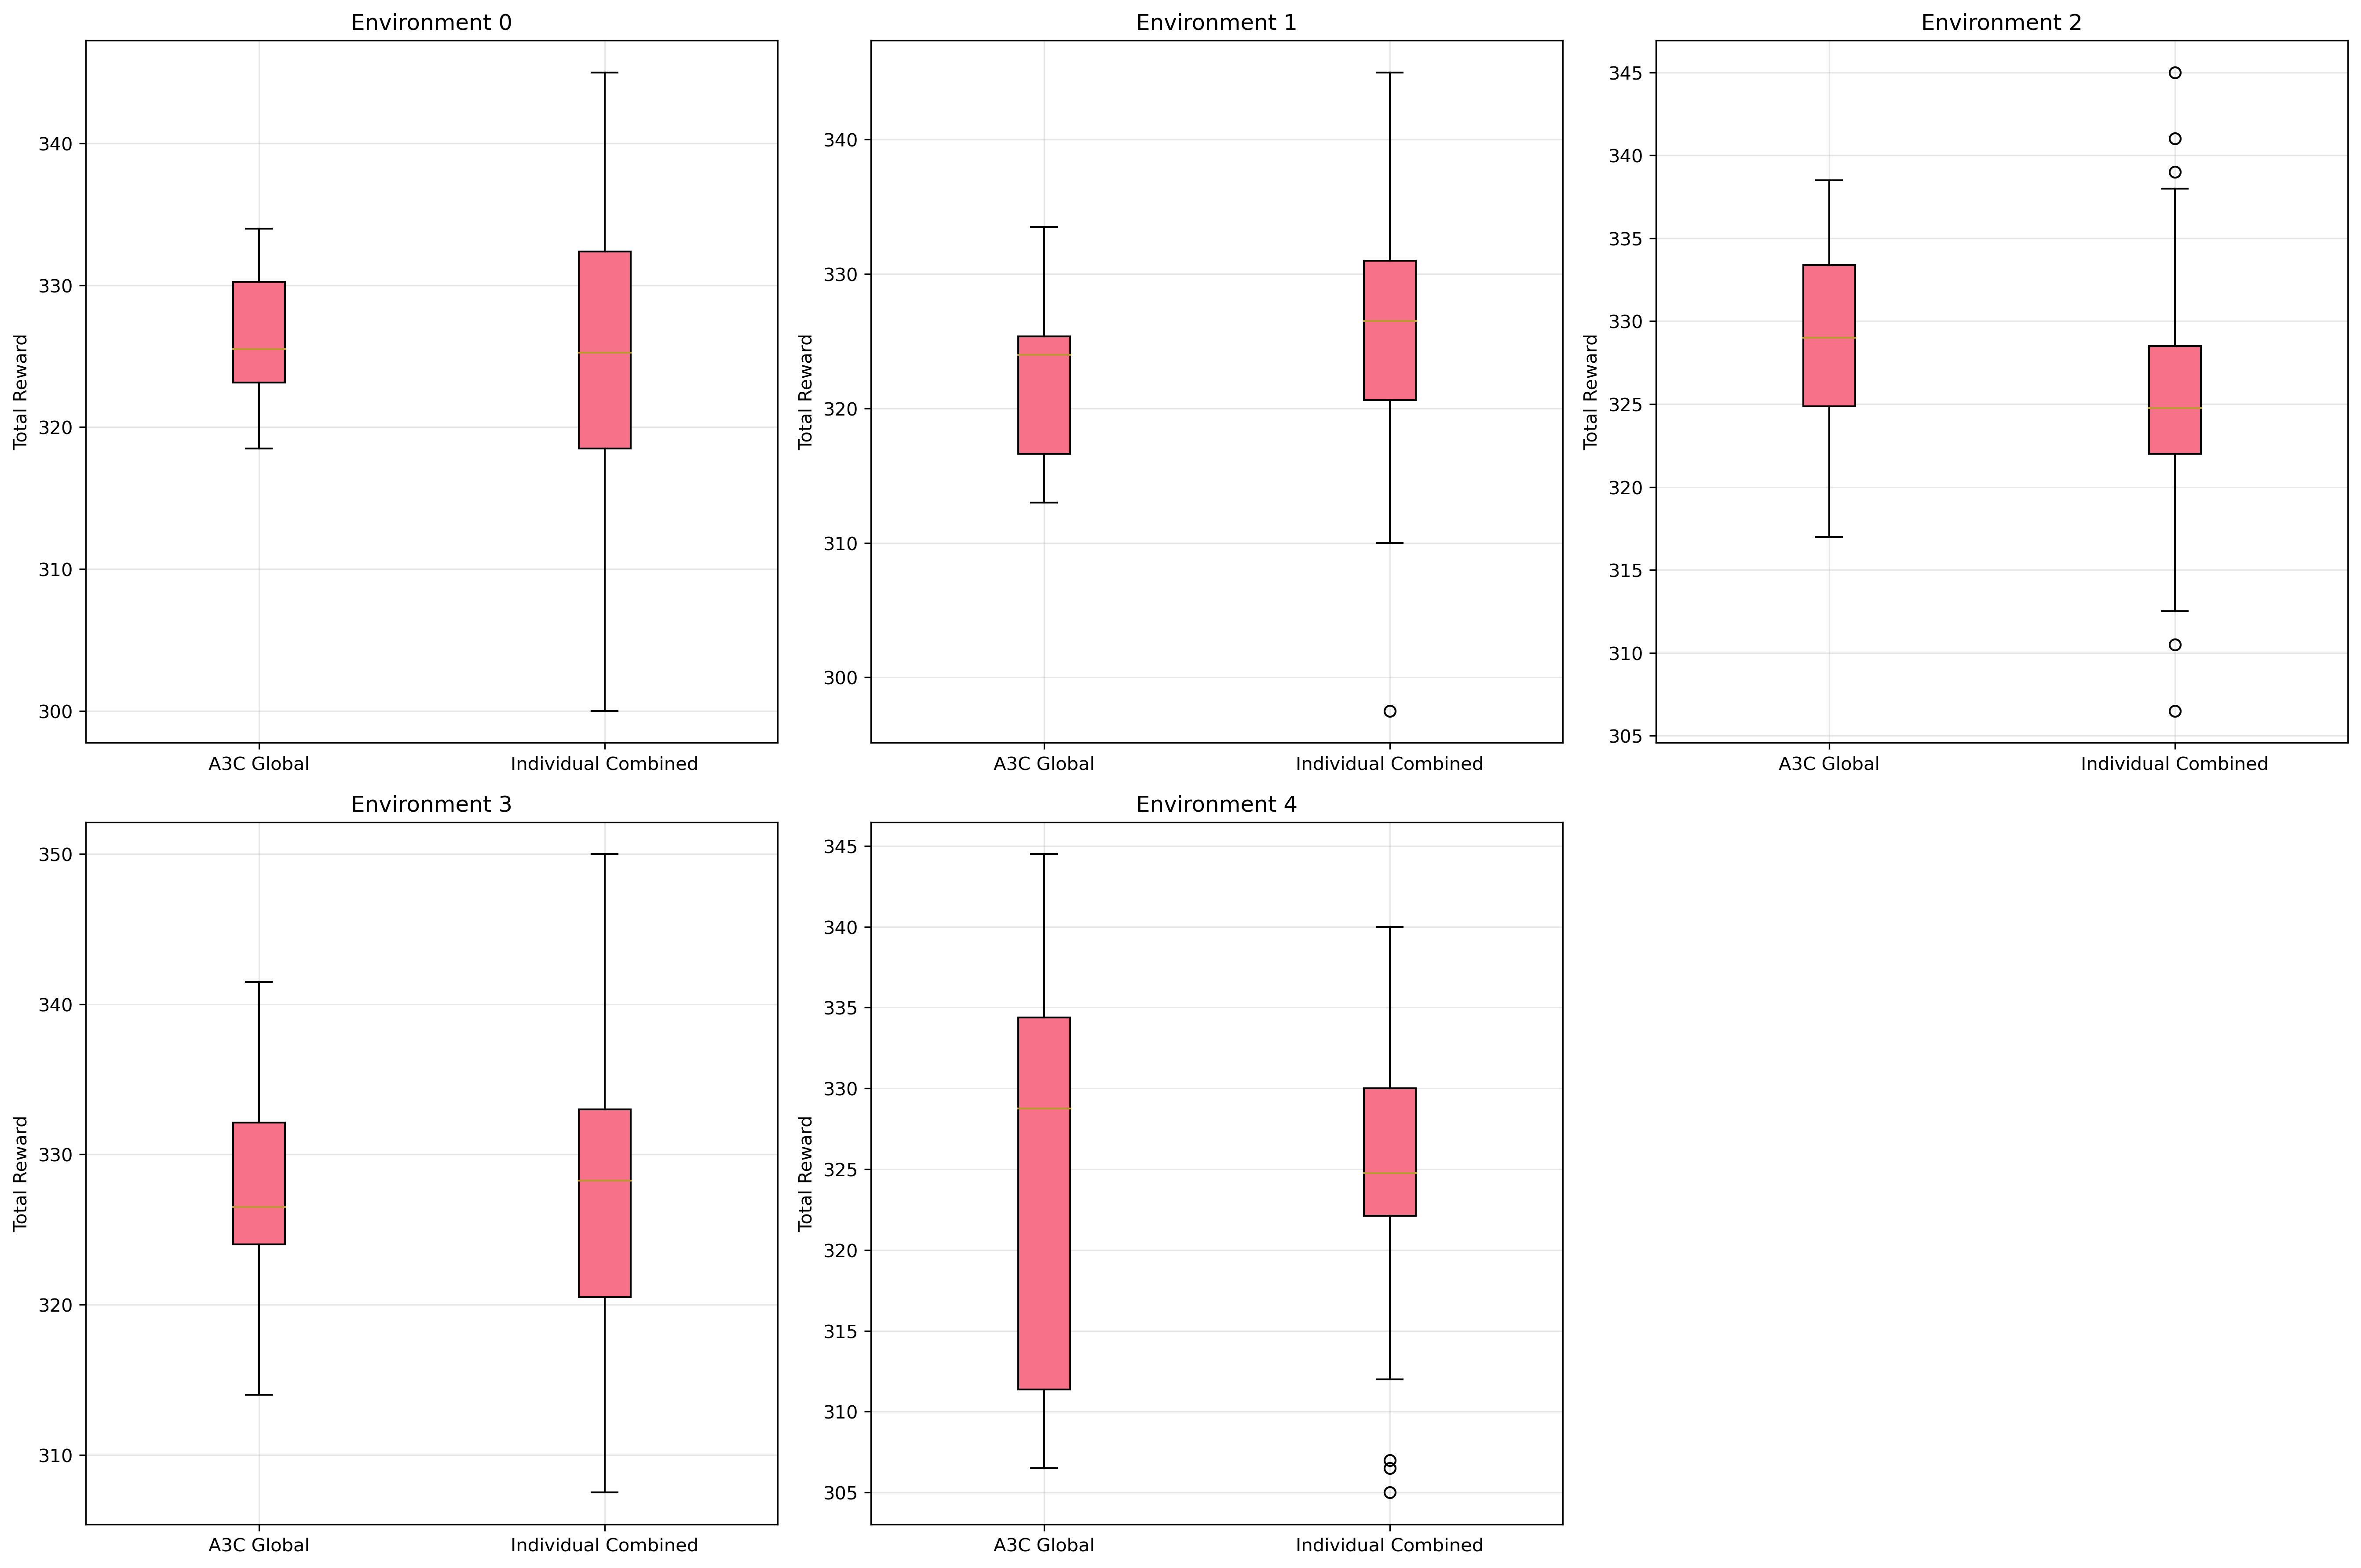 Environment 0
Total Reward
340
330
320
310
300
A3C Global
Individual Combined
Environment 1
Total Reward
340
330
320
310
300
A3C Global
Individual Combined
Environment 2
Total Reward
345
340
335
330
325
320
315
310
305
A3C Global
Individual Combined
Environment 3
Total Reward
350
340
330
320
310
A3C Global
Individual Combined
Environment 4
Total Reward
345
340
335
330
325
320
315
310
305
A3C Global
Individual Combined